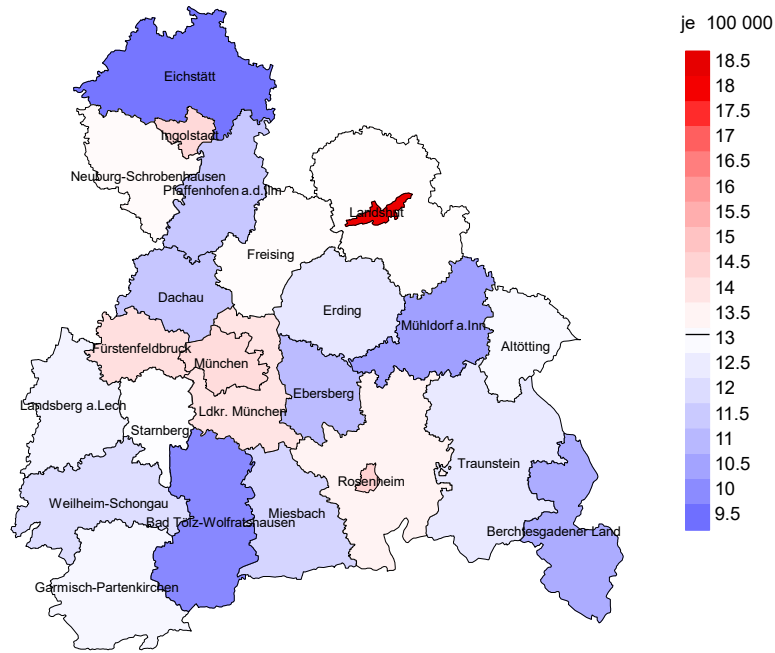 je 100 000
18.5
18
17.5
17
16.5
16
15.5
15
14.5
14
13.5
13
12.5
12
11.5
11
10.5
10
9.5
Eichstätt
Ingolstadt
Neuburg-Schrobenhausen
Pfaffenhofen a.d.Ilm
Landshut
Freising
Dachau
Erding
Mühldorf a.Inn
Altötting
Fürstenfeldbruck
München
Ebersberg
Landsberg a.Lech
Ldkr. München
Starnberg
Traunstein
Rosenheim
Weilheim-Schongau
Miesbach
Bad Tölz-Wolfratshausen
Berchtesgadener Land
Garmisch-Partenkirchen